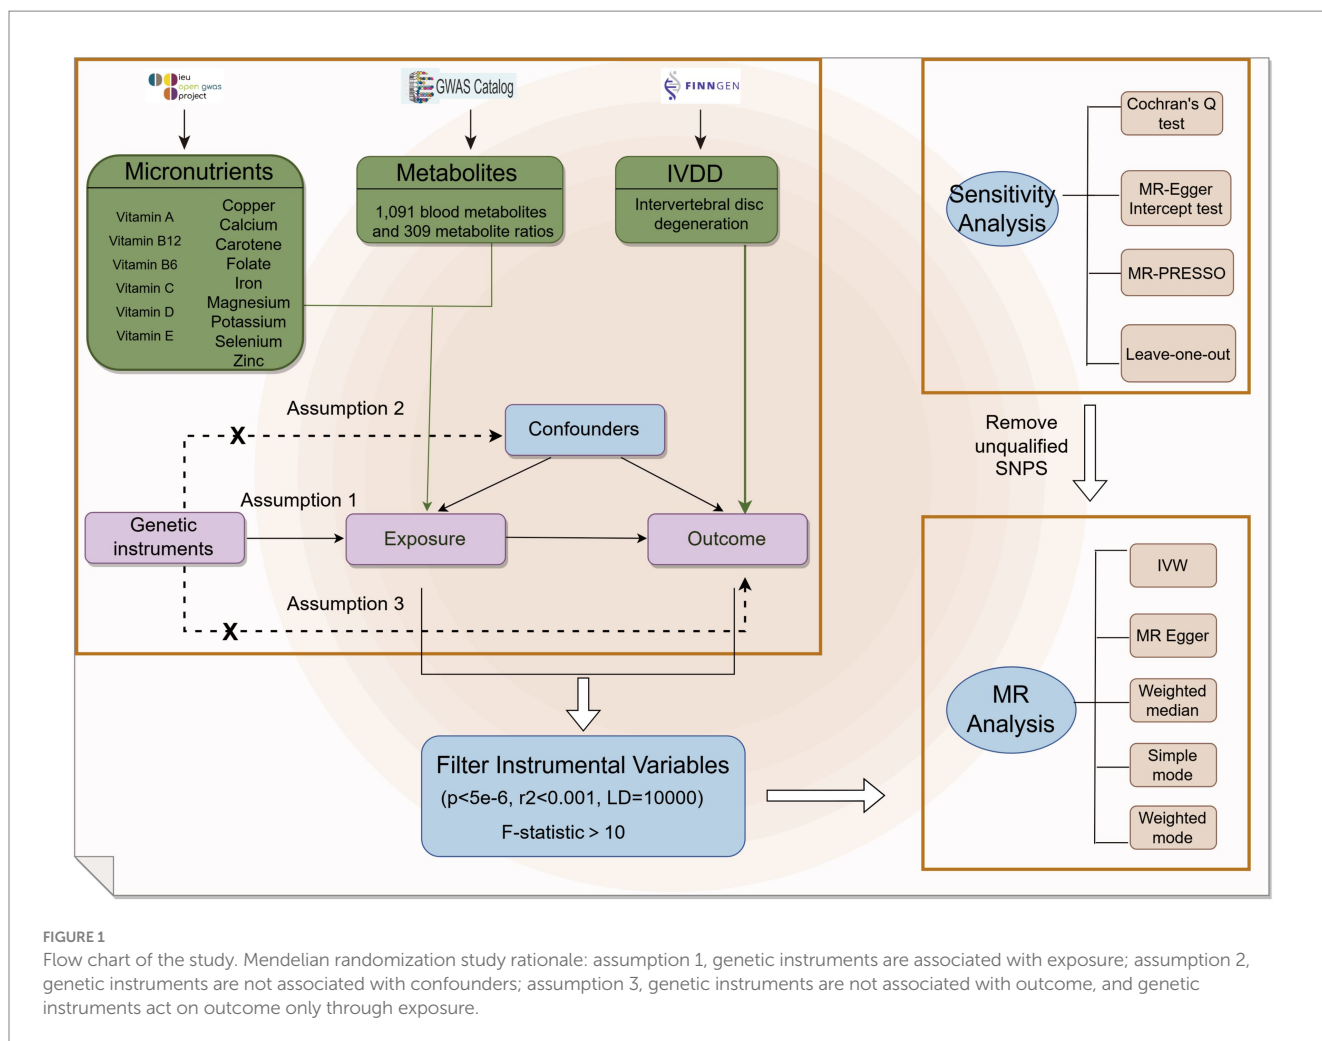 ieu
open gwas
project
GWAS Catalog
FINNGEN
Micronutrients
Vitamin A
Vitamin B12
Vitamin B6
Vitamin C
Vitamin D
Vitamin E
Copper
Calcium
Carotene
Folate
Iron
Magnesium
Potassium
Selenium
Zinc
Metabolites
1,091 blood metabolites
and 309 metabolite ratios
IVDD
Intervertebral disc
degeneration
Assumption 2
X
Confounders
Assumption 1
Genetic
instruments
Exposure
Outcome
Assumption 3
X
Filter Instrumental Variables
(p<5e-6, r2<0.001, LD=10000)
F-statistic > 10
Sensitivity
Analysis
Cochran's Q
test
MR-Egger
Intercept test
MR-PRESSO
Leave-one-out
Remove
unqualified
SNPS
MR
Analysis
IVW
MR Egger
Weighted
median
Simple
mode
Weighted
mode
FIGURE 1
Flow chart of the study. Mendelian randomization study rationale: assumption 1, genetic instruments are associated with exposure; assumption 2,
genetic instruments are not associated with confounders; assumption 3, genetic instruments are not associated with outcome, and genetic
instruments act on outcome only through exposure.